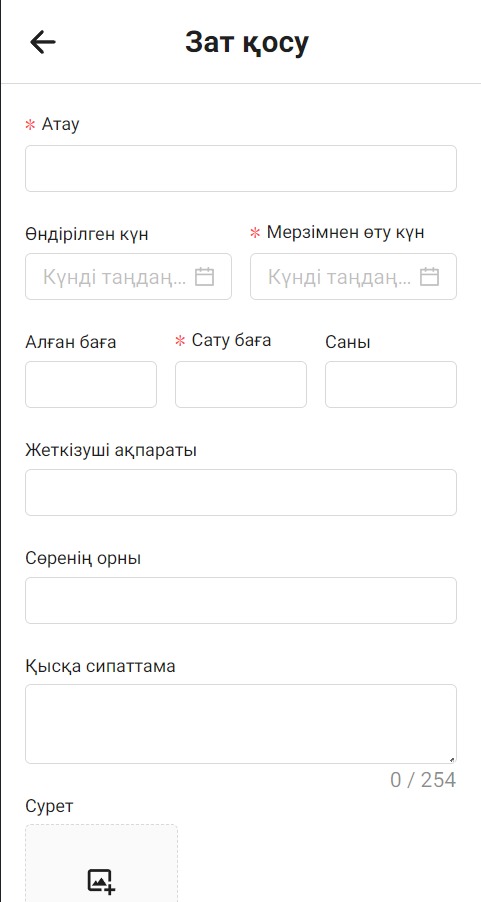 Зат қосу
* Атау
Өндірілген күн
* Мерзімнен өту күн
Күнді таңдаң...
Күнді таңдаң...
Алған баға
* Сату баға
Саны
Жеткізуші ақпараты
Сөренің орны
Қысқа сипаттама
0 / 254
Сурет